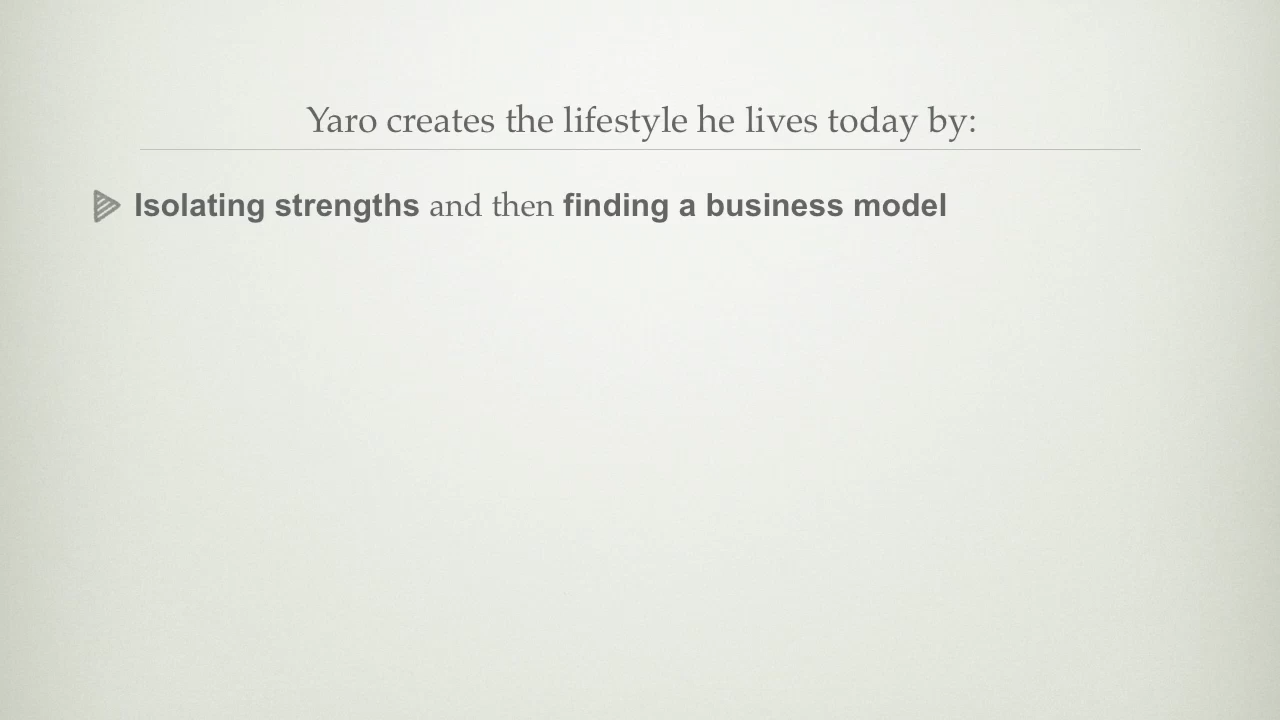 Yaro creates the lifestyle he lives today by:
Isolating strengths and then finding a business model